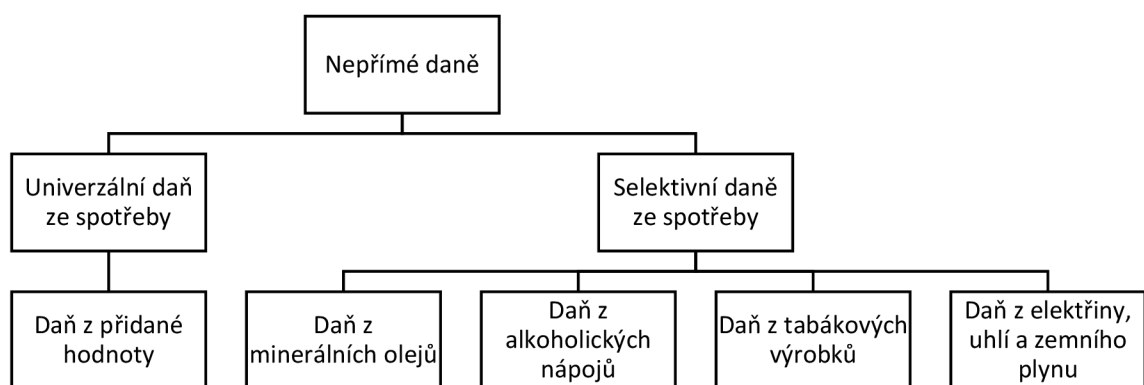 Nepřímé daně
Univerzální daň
ze spotřeby
Selektivní daně
ze spotřeby
Daň z přidané
hodnoty
Daň z
minerálních olejů
Daň z
alkoholických
nápojů
Daň z tabákových
výrobků
Daň z elektřiny,
uhlí a zemního
plynu